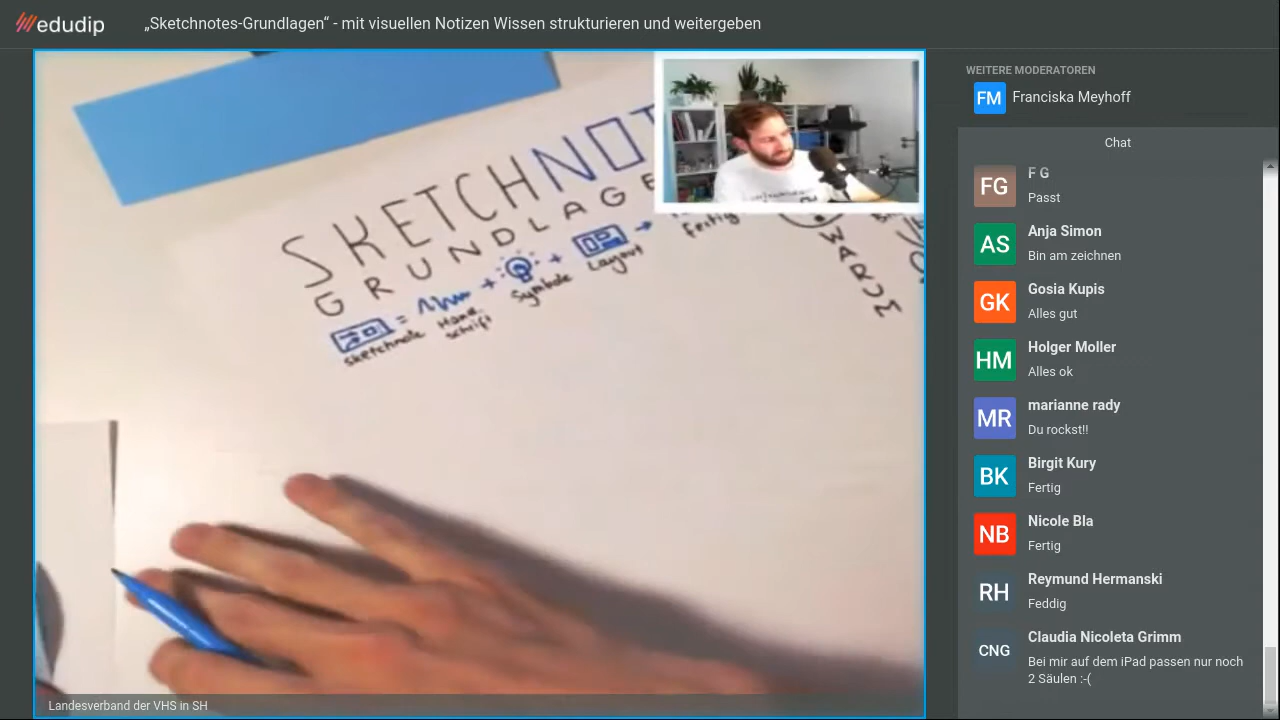 edudip
„Sketchnotes-Grundlagen“ - mit visuellen Notizen Wissen strukturieren und weitergeben
SKETCHNOT
GRUNDLAGE
sketchnote
=
Hand
schrift
+
Symbole
+
Layout
fertig
WARUM
Landesverband der VHS in SH
WEITERE MODERATOREN
FM
Franciska Meyhoff
Chat
FG
F G
Passt
AS
Anja Simon
Bin am zeichnen
GK
Gosia Kupis
Alles gut
HM
Holger Moller
Alles ok
MR
marianne rady
Du rockst!!
BK
Birgit Kury
Fertig
NB
Nicole Bla
Fertig
RH
Reymund Hermanski
Feddig
CNG
Claudia Nicoleta Grimm
Bei mir auf dem iPad passen nur noch
2 Säulen :-(